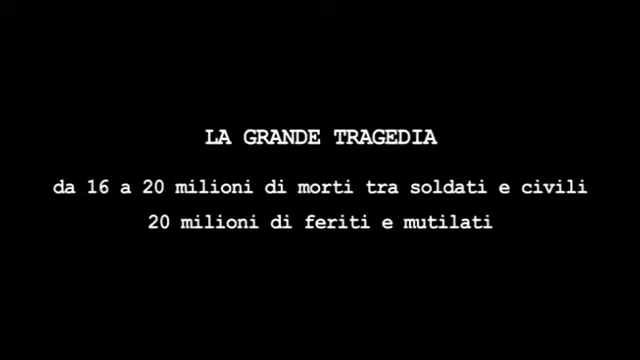 LA GRANDE TRAGEDIA
da 16 a 20 milioni di morti tra soldati e civili
20 milioni di feriti e mutilati